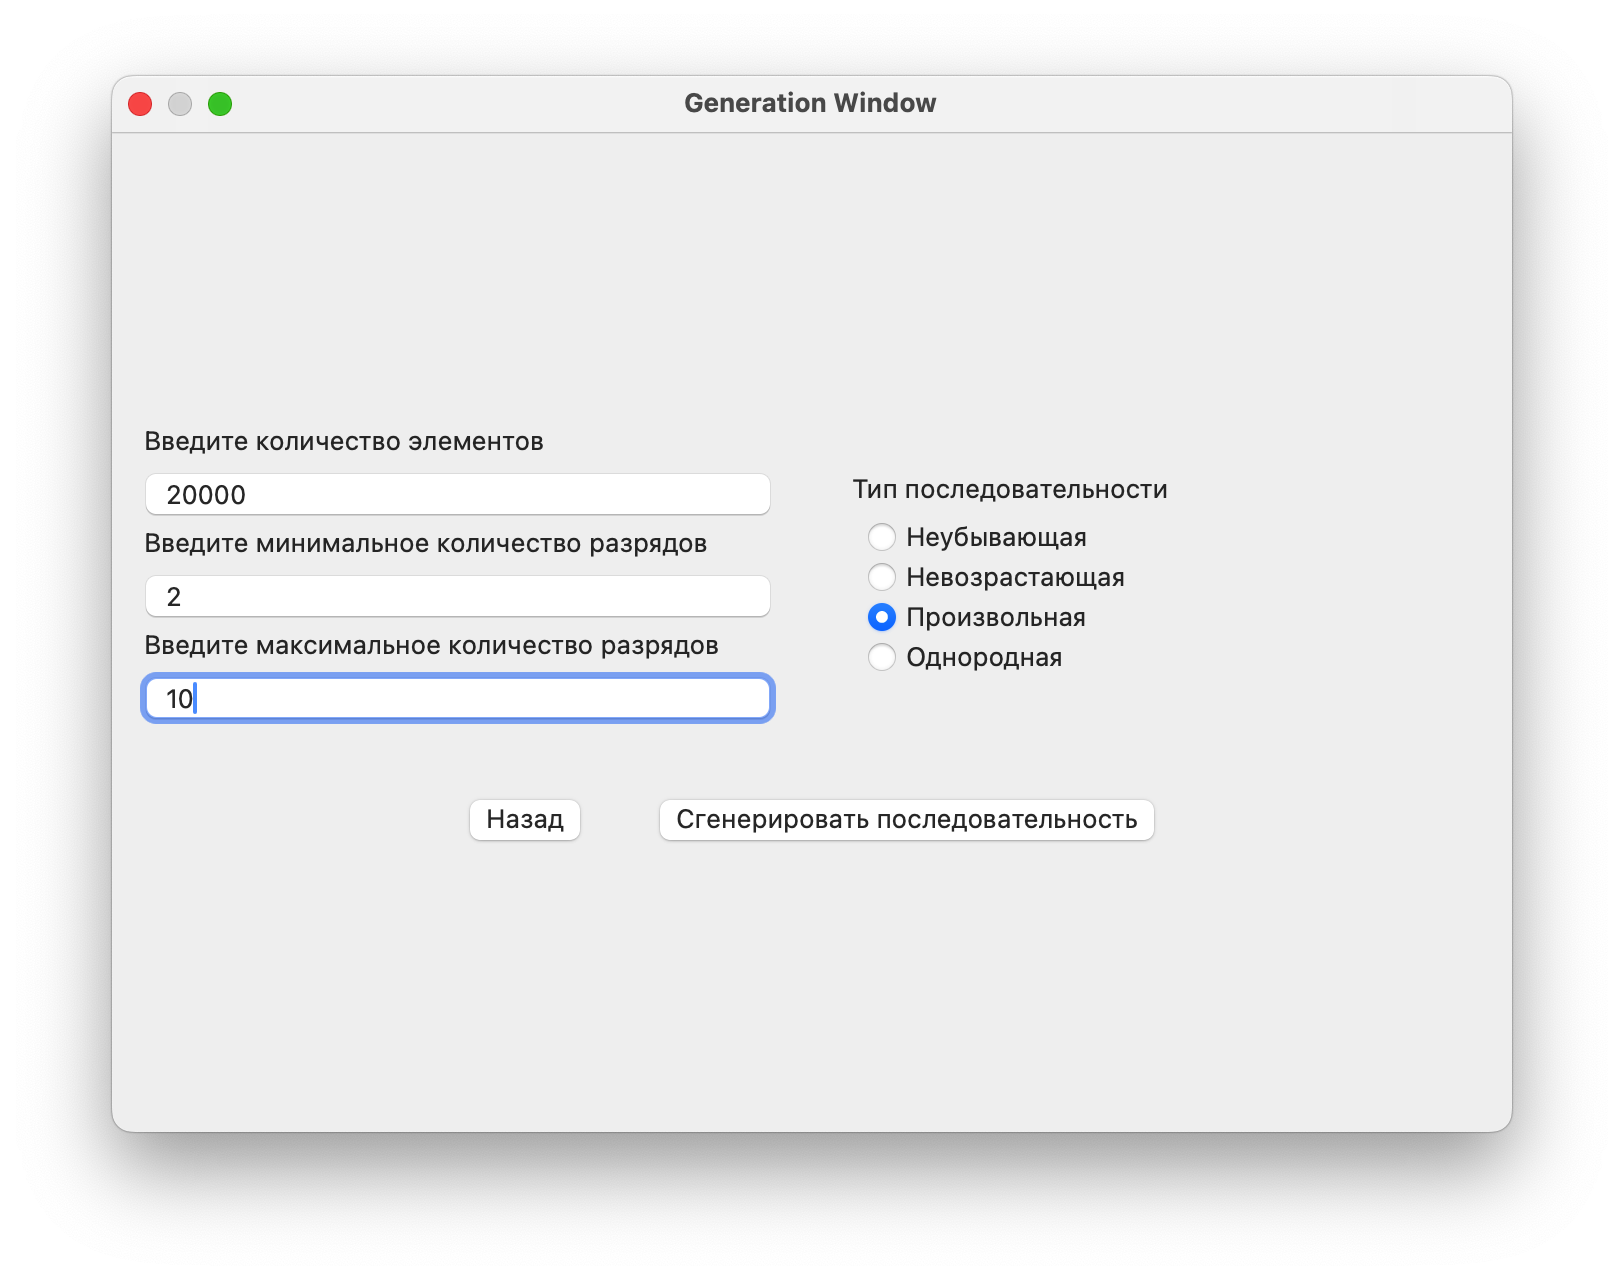 Generation Window
Введите количество элементов
20000
Введите минимальное количество разрядов
2
Введите максимальное количество разрядов
10
Тип последовательности
Неубывающая
Невозрастающая
Произвольная
Однородная
Назад
Сгенерировать последовательность